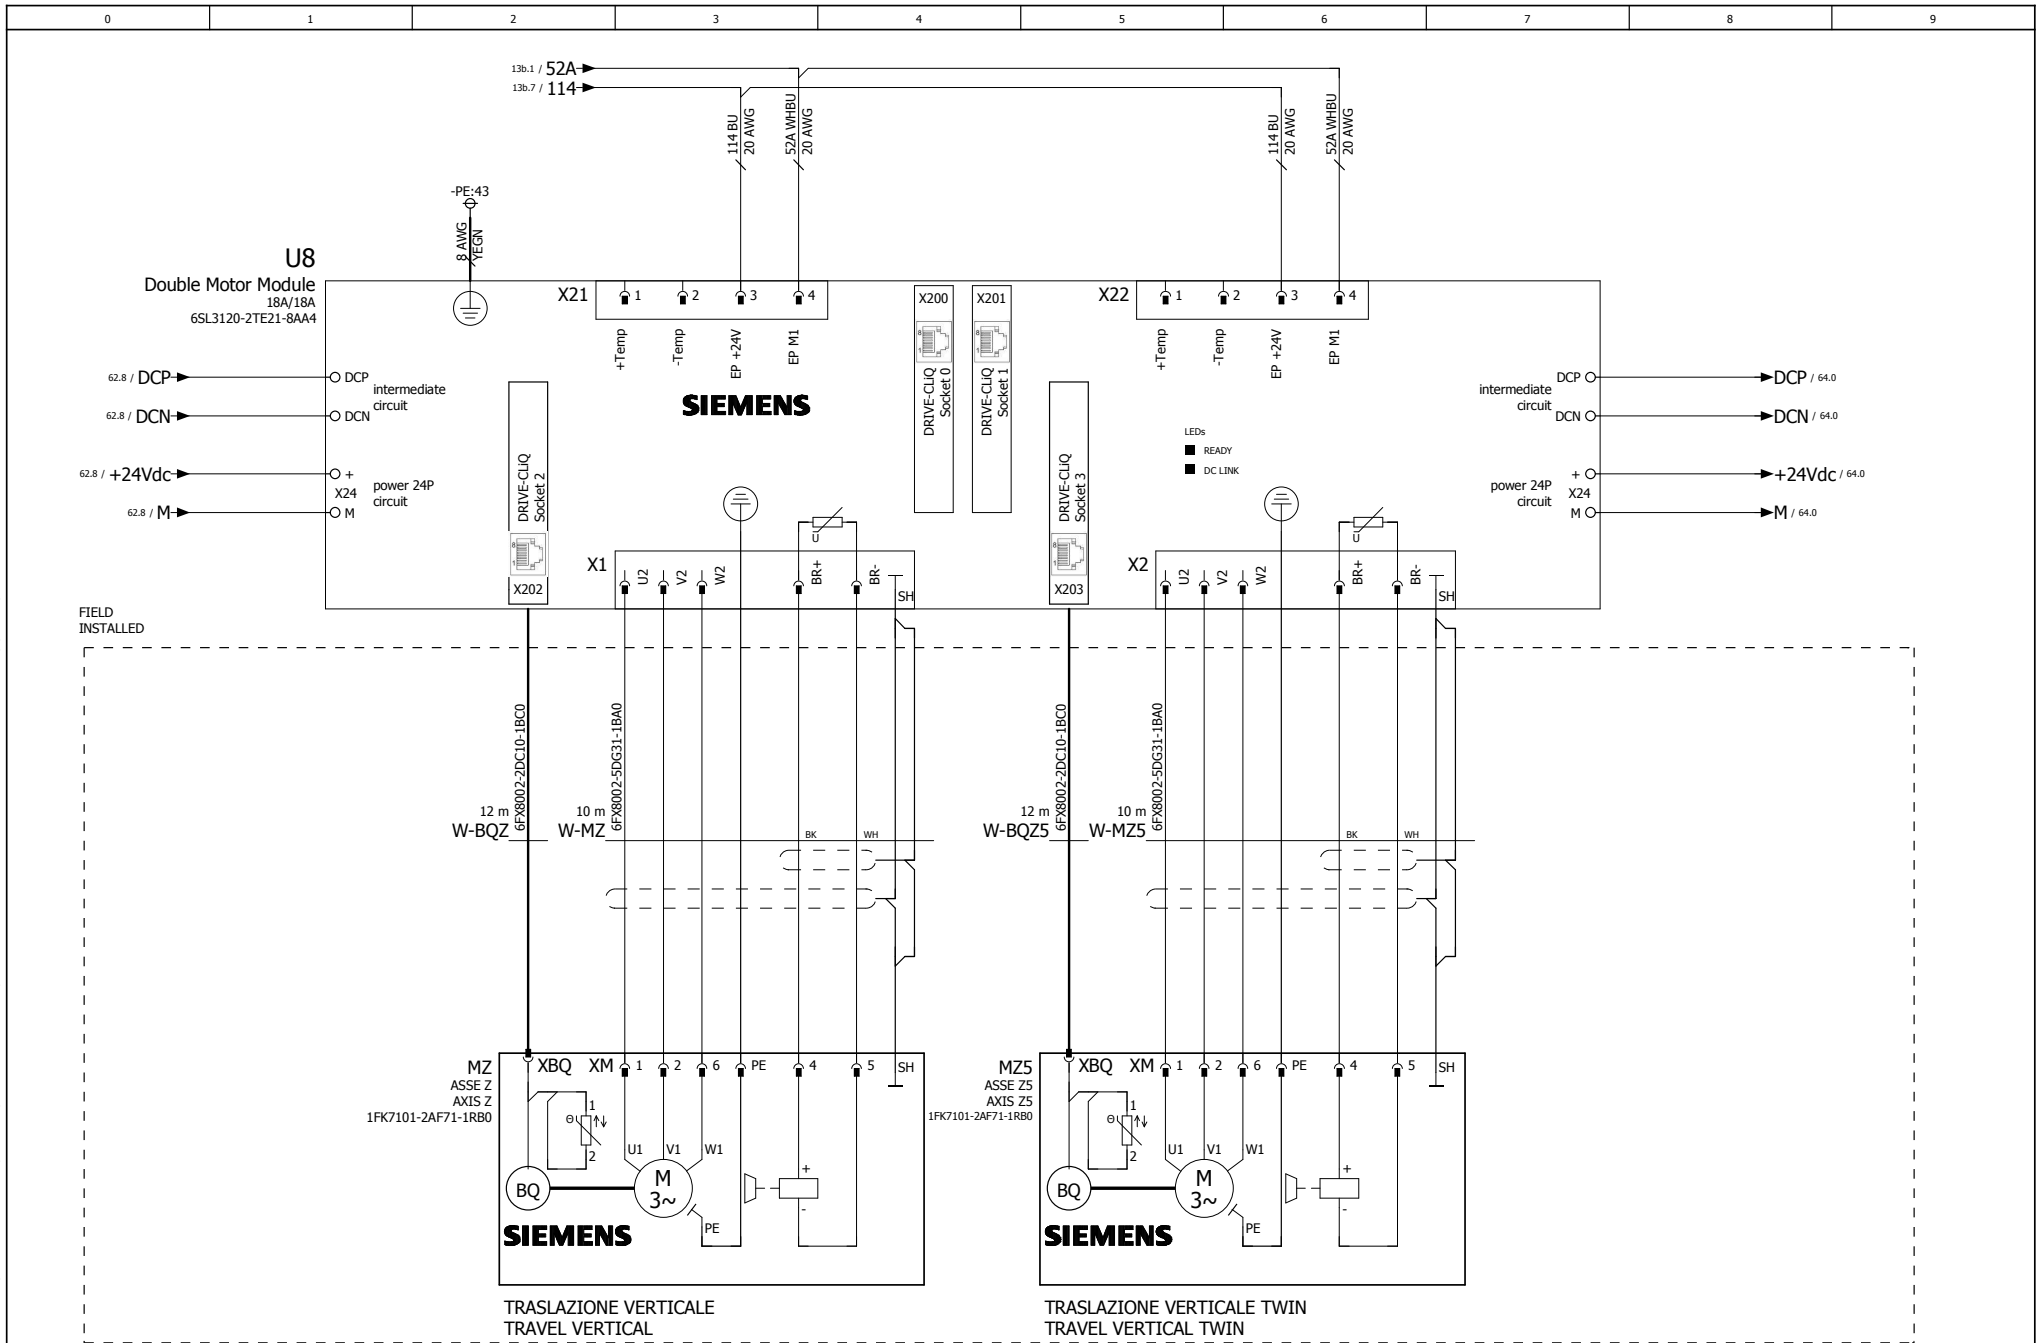 0 1 2 3 4 5 6 7 8 9
13b.1 / 52A
13b.7 / 114
114 BU
20 AWG
52A WHBU
20 AWG
114 BU
20 AWG
52A WHBU
20 AWG
-PE:43
8 AWG
YEGN
U8
Double Motor Module
18A/18A
6SL3120-2TE21-8AA4
X21 1 2 3 4
+Temp
-Temp
EP +24V
EP M1
X200
8
1
DRIVE-CLiQ
Socket 0
X201
8
1
DRIVE-CLiQ
Socket 1
X22 1 2 3 4
+Temp
-Temp
EP +24V
EP M1
62.8 / DCP
DCP
62.8 / DCN
DCN
intermediate
circuit
62.8 / +24Vdc
+
X24
62.8 / M
M
power 24P
circuit
SIEMENS
LEDs
READY
DC LINK
DCP
DCN
intermediate
circuit
DCP / 64.0
DCN / 64.0
+
X24
M
power 24P
circuit
+24Vdc / 64.0
M / 64.0
DRIVE-CLiQ
Socket 2
8
1
X202
X1
U2
V2
W2
U
BR+
BR-
SH
DRIVE-CLiQ
Socket 3
8
1
X203
X2
U2
V2
W2
U
BR+
BR-
SH
FIELD
INSTALLED
12 m
W-BQZ
6FX8002-2DC10-1BC0
10 m
W-MZ
6FX8002-5DG31-1BA0
BK WH
12 m
W-BQZ5
6FX8002-2DC10-1BC0
10 m
W-MZ5
6FX8002-5DG31-1BA0
BK WH
MZ
ASSE Z
AXIS Z
1FK7101-2AF71-1RB0
XBQ XM 1 2 6 PE 4 5 SH
1
Θ
2
U1 V1 W1
BQ
M
3~
PE
+
-
SIEMENS
MZ5
ASSE Z5
AXIS Z5
1FK7101-2AF71-1RB0
XBQ XM 1 2 6 PE 4 5 SH
1
Θ
2
U1 V1 W1
BQ
M
3~
PE
+
-
SIEMENS
TRASLAZIONE VERTICALE
TRAVEL VERTICAL
TRASLAZIONE VERTICALE TWIN
TRAVEL VERTICAL TWIN